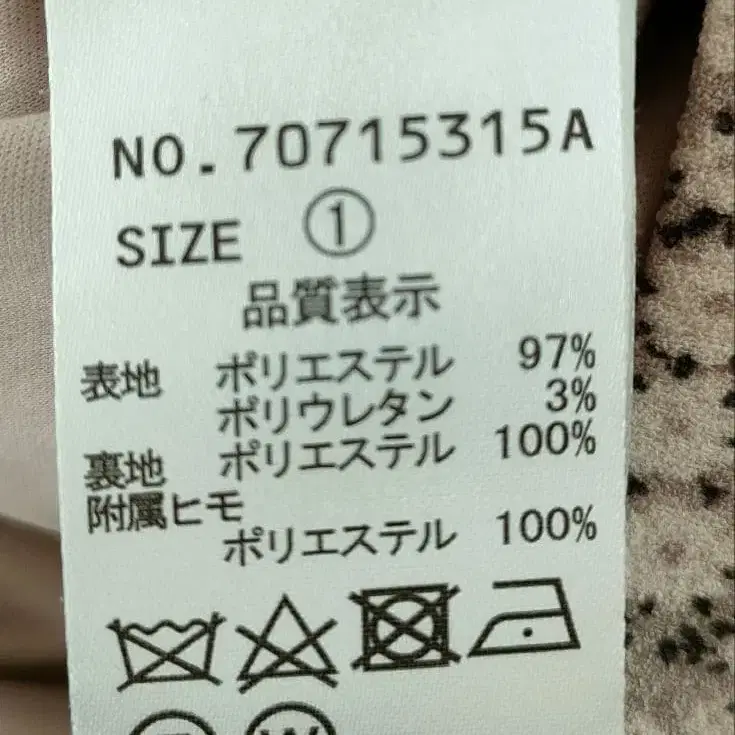 NO.70715315A
SIZE ①
品質表示
表地 ポリエステル 97%
ポリウレタン 3%
裏地 ポリエステル 100%
附属ヒモ
ポリエステル 100%